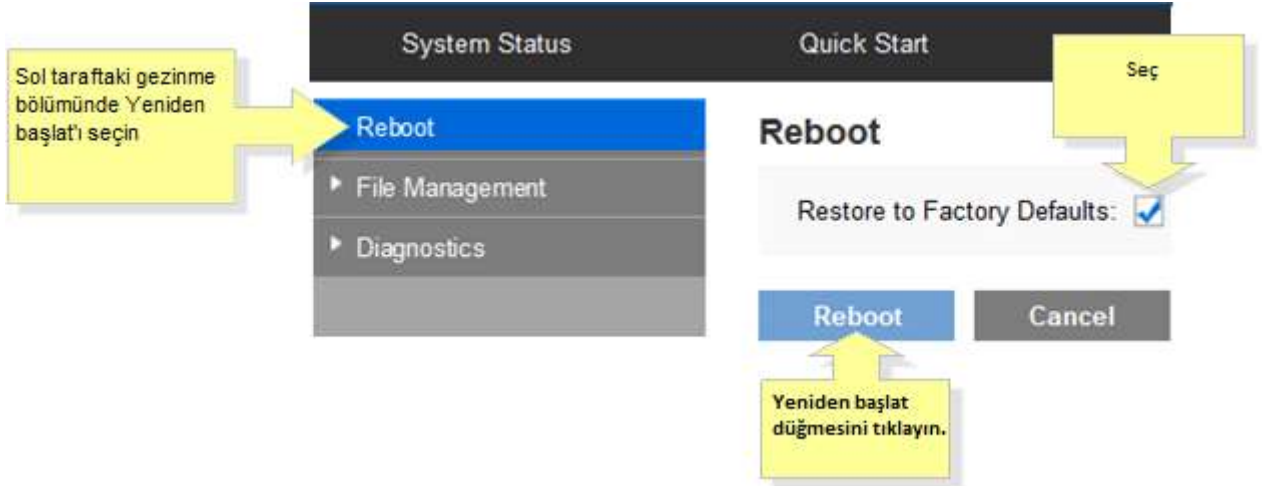 System Status
Quick Start
Sol taraftaki gezinme
bölümünde Yeniden
başlat'ı seçin
Seç
Reboot
File Management
Diagnostics
Reboot
Restore to Factory Defaults:
Reboot
Cancel
Yeniden başlat
düğmesini tıklayın.